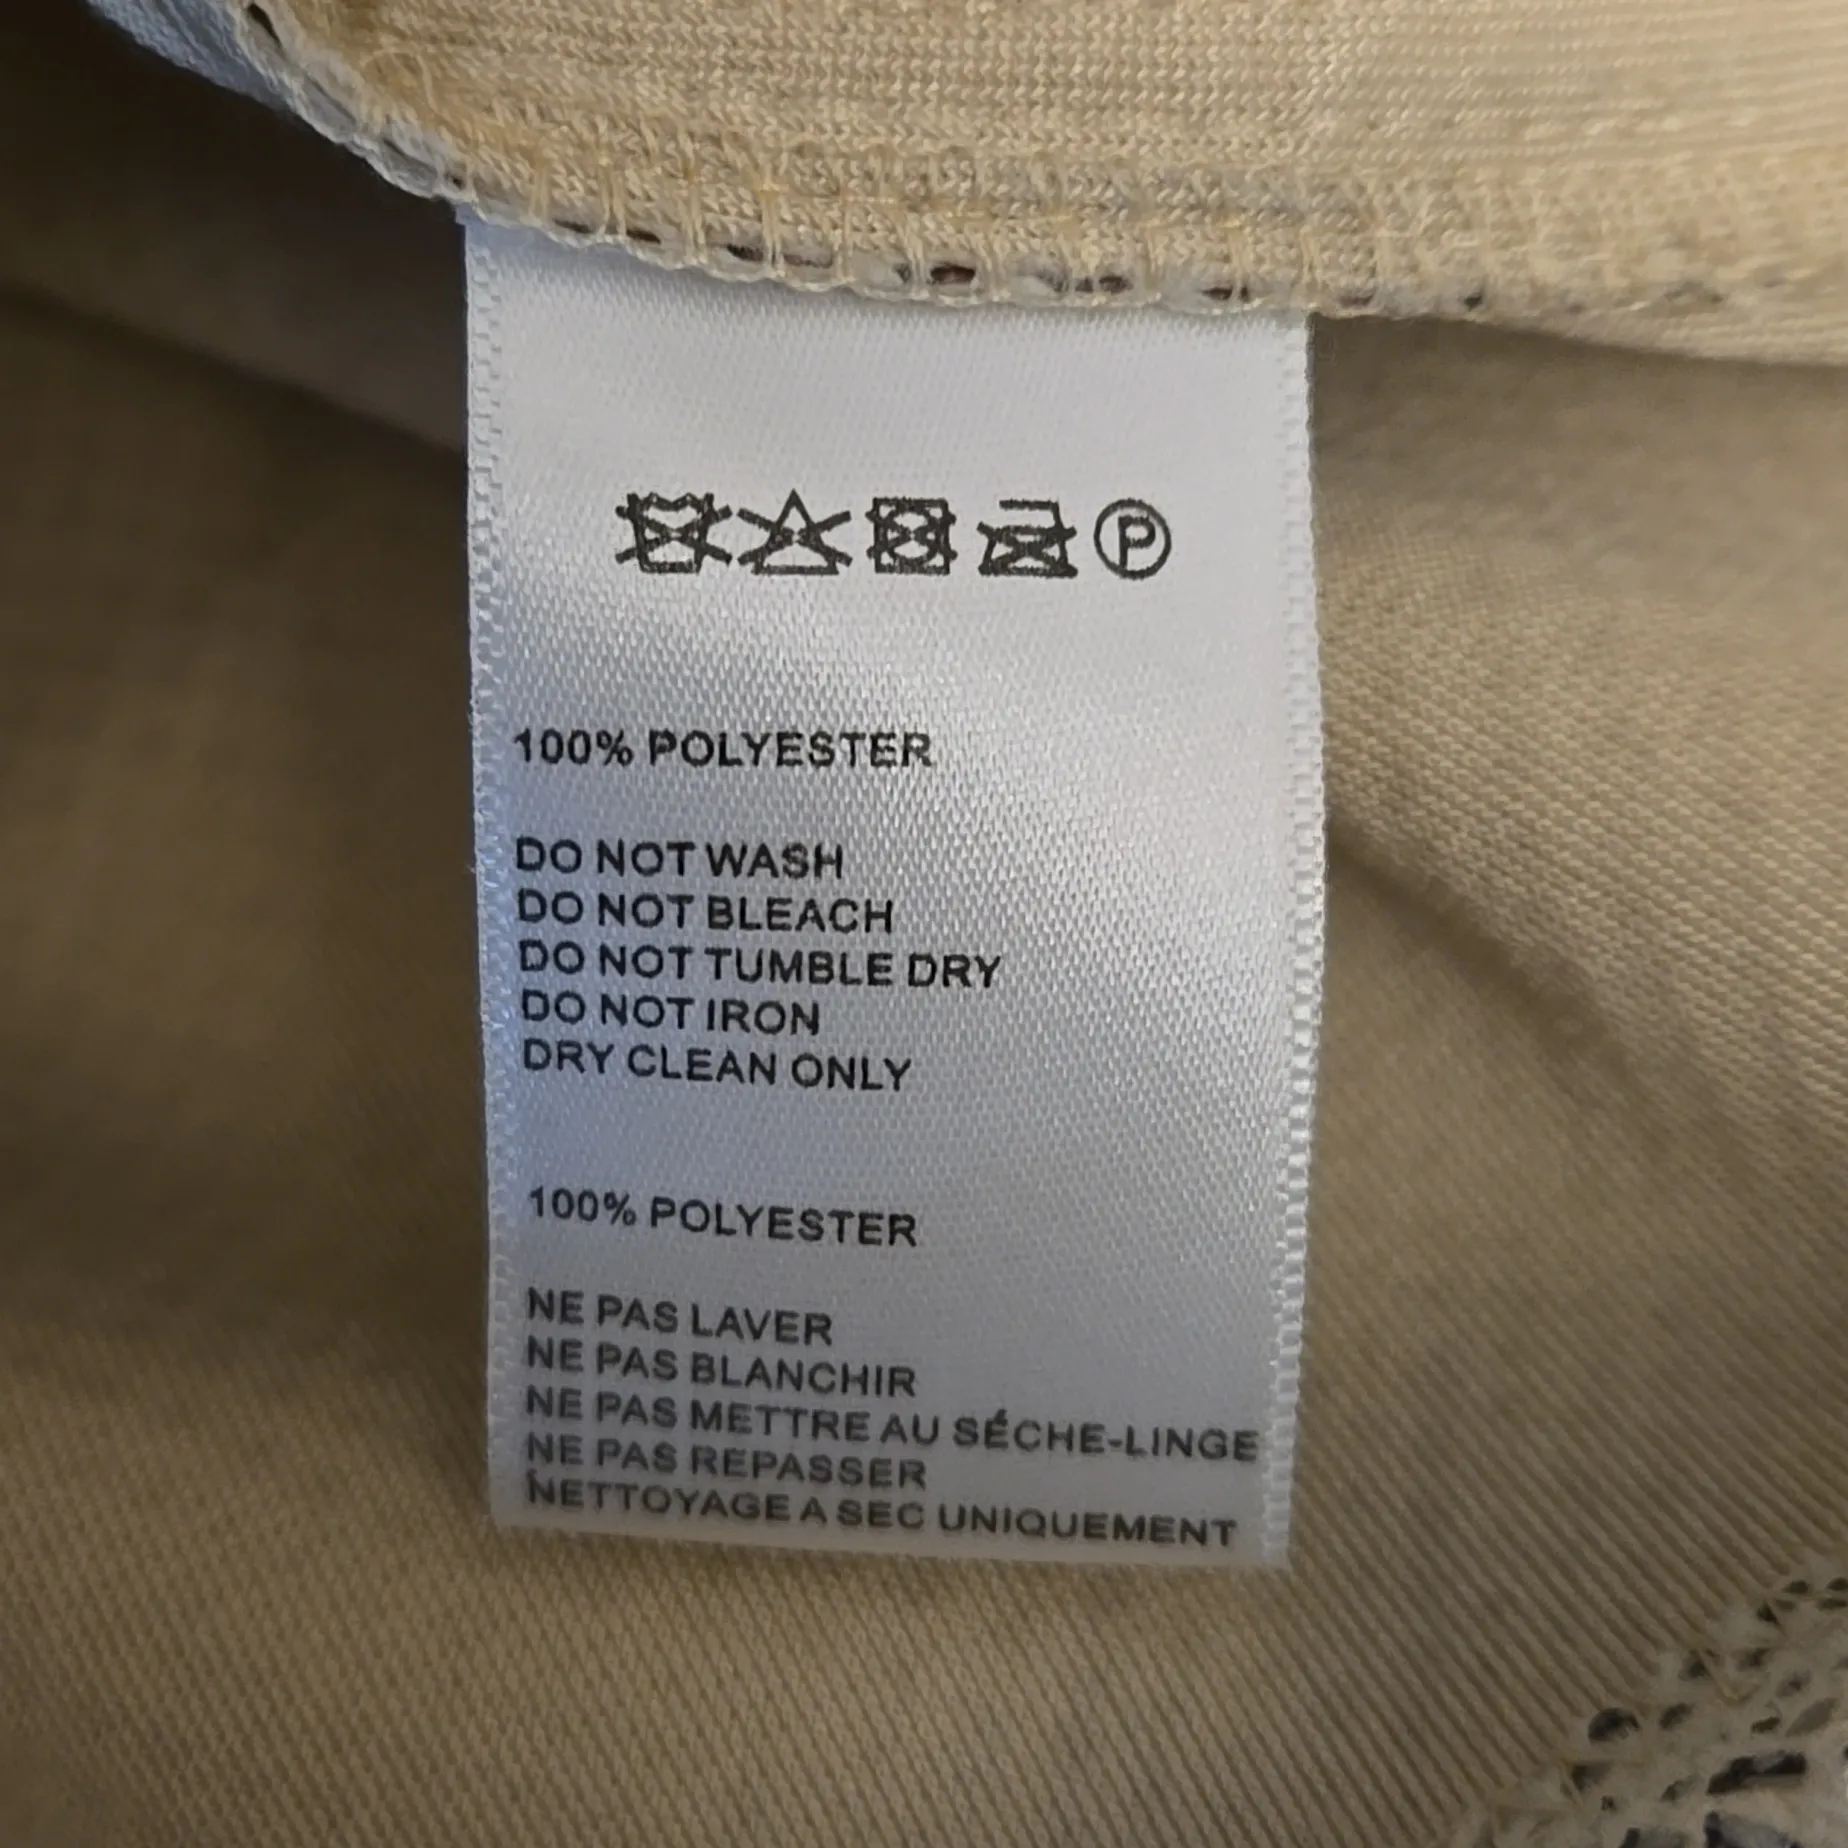 P
100% POLYESTER
DO NOT WASH
DO NOT BLEACH
DO NOT TUMBLE DRY
DO NOT IRON
DRY CLEAN ONLY
100% POLYESTER
NE PAS LAVER
NE PAS BLANCHIR
NE PAS METTRE AU SÉCHE-LINGE
NE PAS REPASSER
NETTOYAGE A SEC UNIQUEMENT